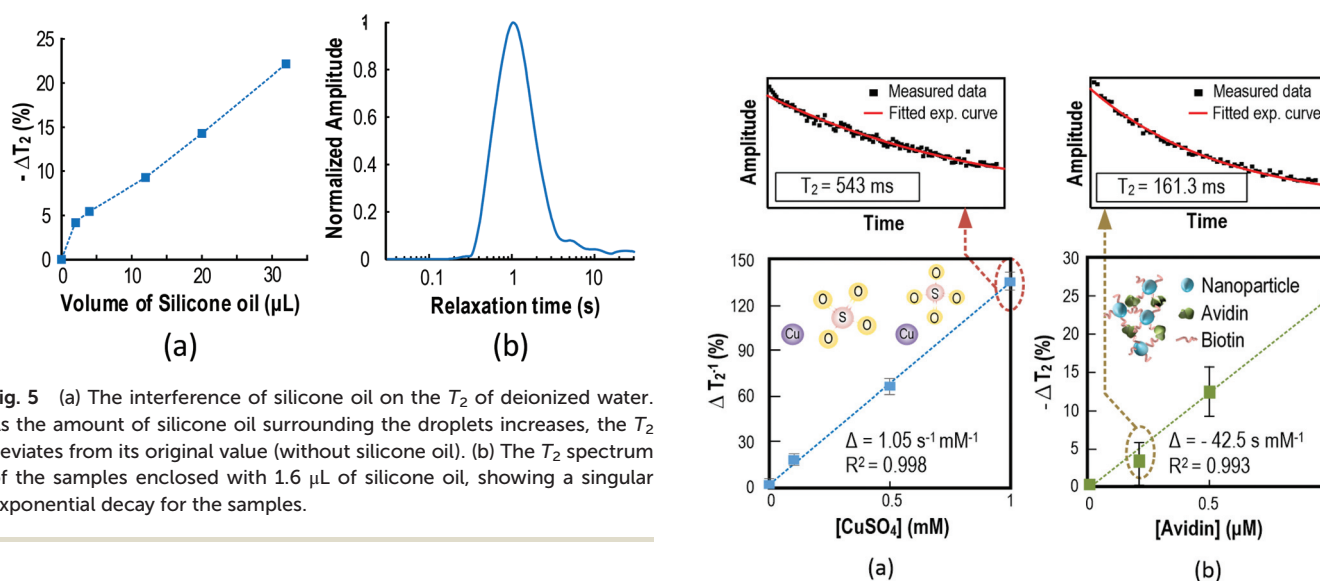 25
20
15
10
5
0
- ΔT₂ (%)
0 10 20 30
Volume of Silicone oil (µL)
(a)
1
0.8
0.6
0.4
0.2
0
Normalized Amplitude
0.1 1 10
Relaxation time (s)
(b)
ig. 5 (a) The interference of silicone oil on the T₂ of deionized water.
s the amount of silicone oil surrounding the droplets increases, the T₂
eviates from its original value (without silicone oil). (b) The T₂ spectrum
f the samples enclosed with 1.6 µL of silicone oil, showing a singular
xponential decay for the samples.
Amplitude
Measured data
Fitted exp. curve
T₂ = 543 ms
Time
150
120
90
60
30
0
Δ T₂⁻¹ (%)
O O O O S Cu
O O O O S Cu
Δ = 1.05 s⁻¹ mM⁻¹
R² = 0.998
0 0.5 1
[CuSO₄] (mM)
(a)
Amplitude
Measured data
Fitted exp. curve
T₂ = 161.3 ms
Time
30
25
20
15
10
5
0
- ΔT₂ (%)
Nanoparticle
Avidin
Biotin
Δ = - 42.5 s mM⁻¹
R² = 0.993
0 0.5
[Avidin] (µM)
(b)